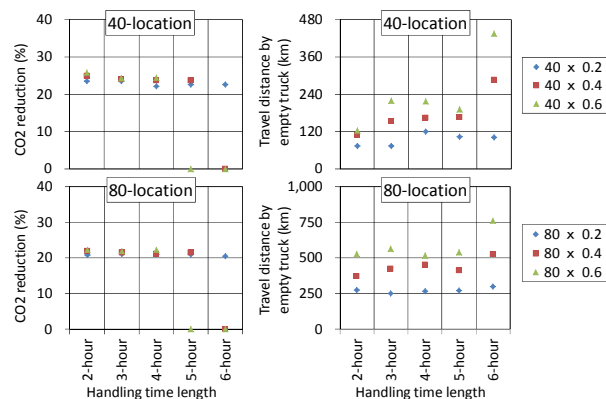 40-location
40-location
CO2 reduction (%)
40
30
20
10
0
Travel distance by
empty truck (km)
480
360
240
120
0
40 x 0.2
40 x 0.4
40 x 0.6
80-location
80-location
CO2 reduction (%)
40
30
20
10
0
Travel distance by
empty truck (km)
1,000
750
500
250
0
80 x 0.2
80 x 0.4
80 x 0.6
2-hour
3-hour
4-hour
5-hour
6-hour
2-hour
3-hour
4-hour
5-hour
6-hour
Handling time length
Handling time length